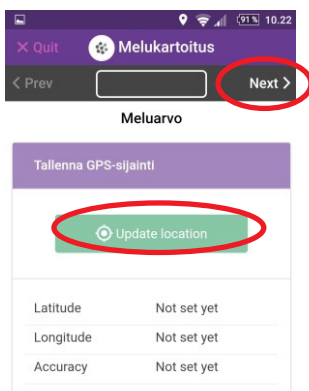 91% 10.22
× Quit Melukartoitus
< Prev Next >
Meluarvo
Tallenna GPS-sijainti
Update location
Latitude Not set yet
Longitude Not set yet
Accuracy Not set yet